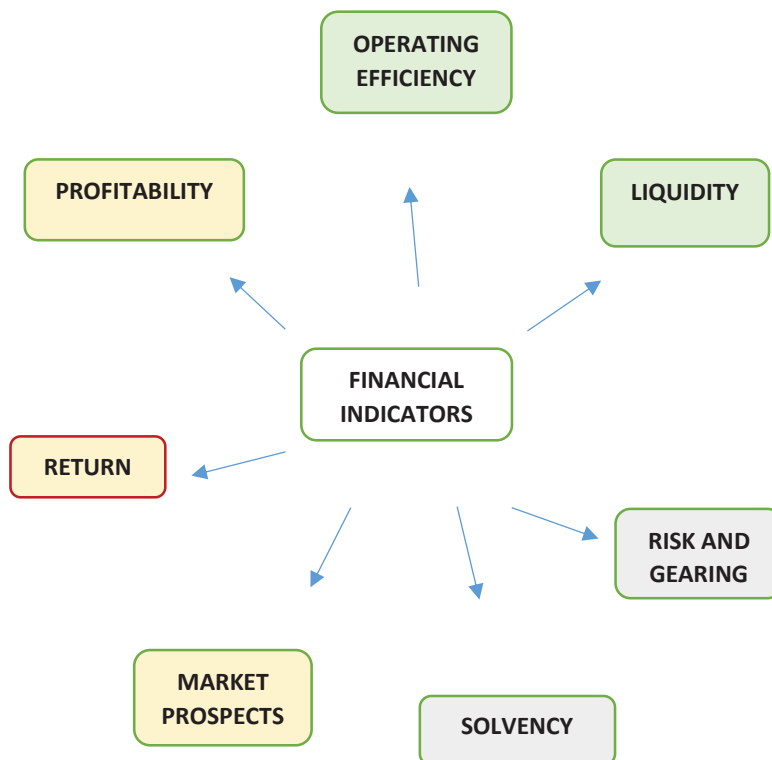 OPERATING
EFFICIENCY
PROFITABILITY
LIQUIDITY
FINANCIAL
INDICATORS
RETURN
RISK AND
GEARING
MARKET
PROSPECTS
SOLVENCY